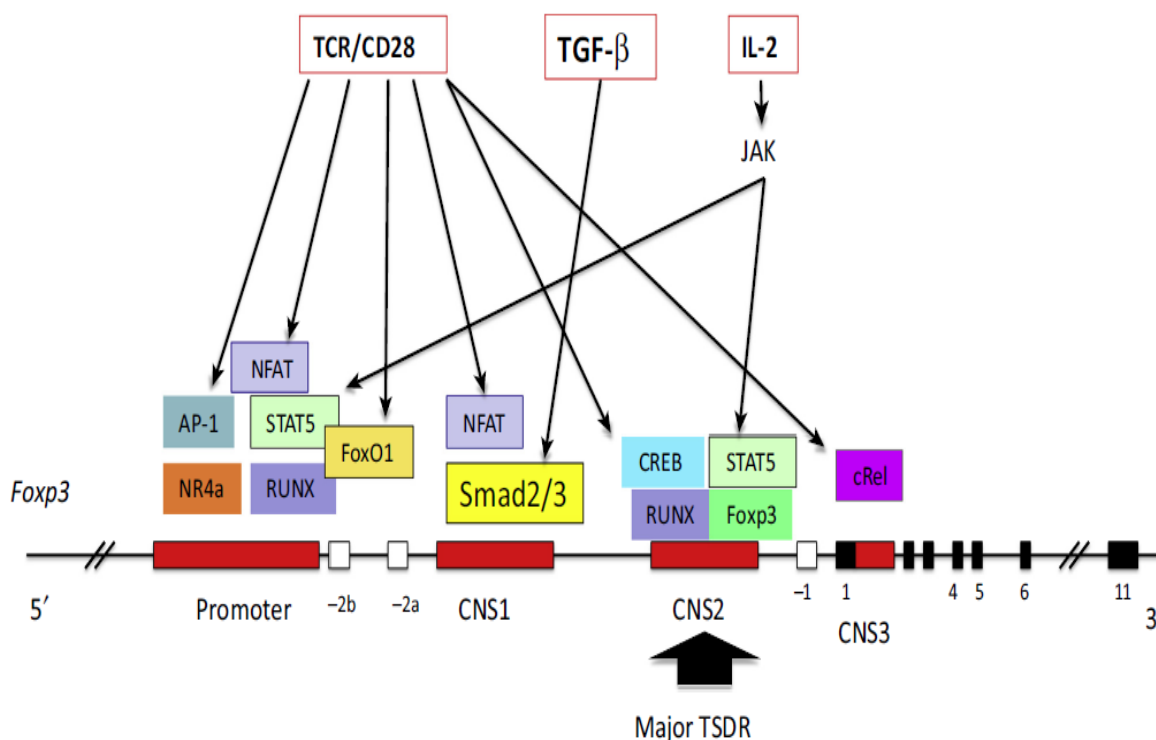 TCR/CD28 TGF-β IL-2
JAK
NFAT
AP-1 STAT5 NFAT
FoxO1
CREB STAT5
cRel
NR4a RUNX Smad2/3
Foxp3
RUNX Foxp3
5′ Promoter −2b −2a CNS1 CNS2 −1 1 4 5 6 11 3
CNS3
Major TSDR